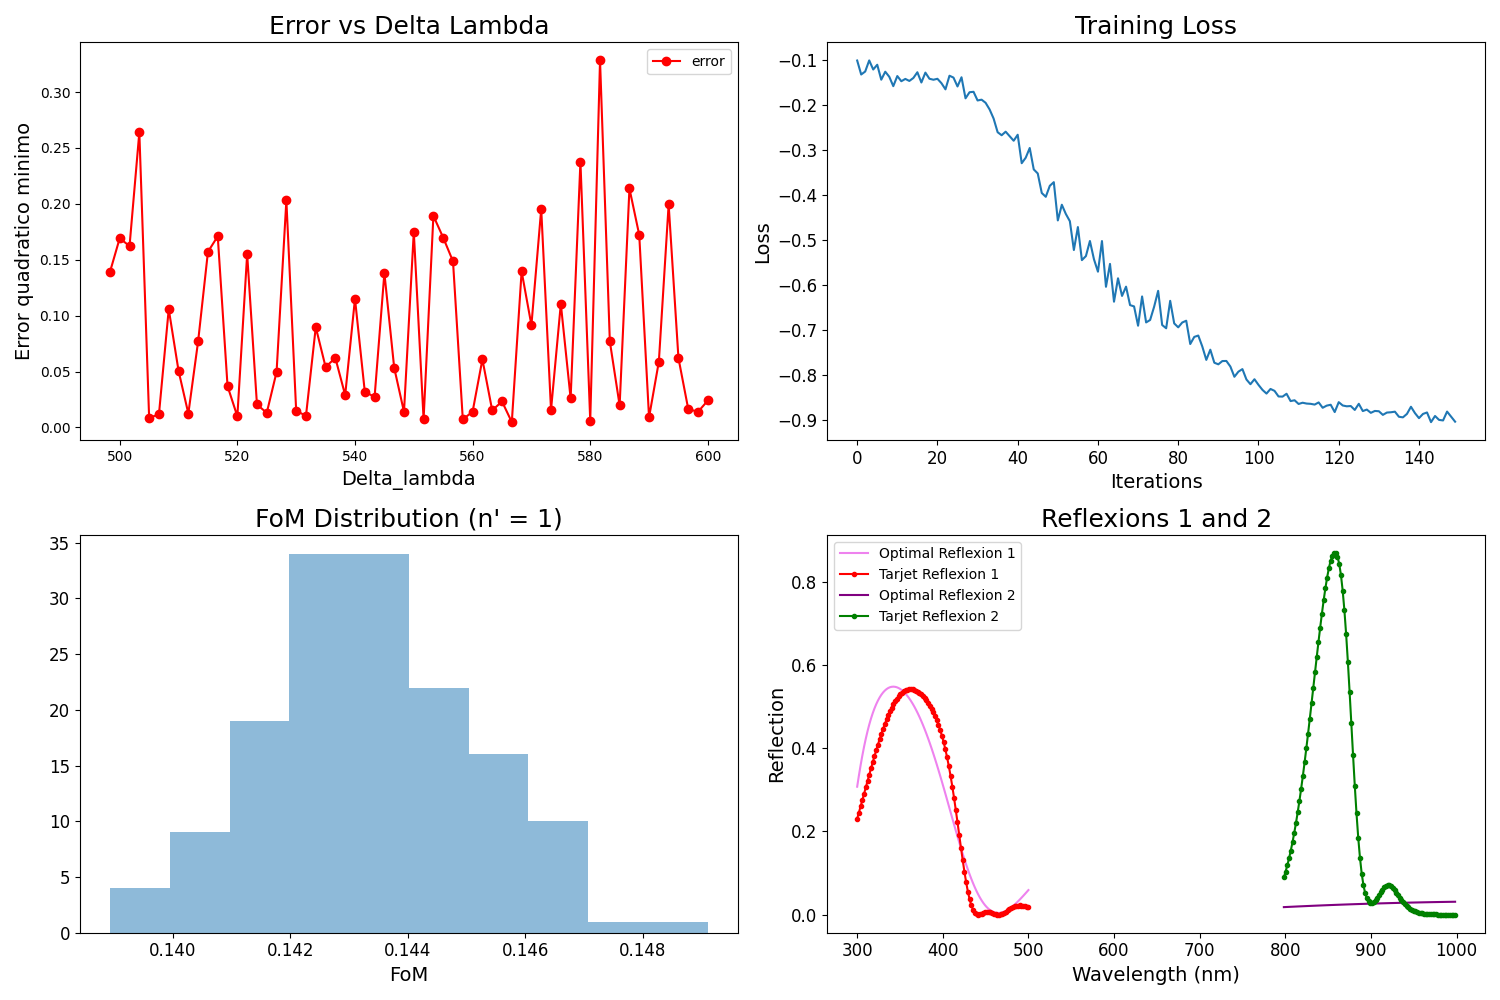 Error vs Delta Lambda
error
Error quadratico minimo
0.30
0.25
0.20
0.15
0.10
0.05
0.00
500 520 540 560 580 600
Delta_lambda
Training Loss
Loss
−0.1
−0.2
−0.3
−0.4
−0.5
−0.6
−0.7
−0.8
−0.9
0 20 40 60 80 100 120 140
Iterations
FoM Distribution (n' = 1)
35
30
25
20
15
10
5
0
0.140 0.142 0.144 0.146 0.148
FoM
Reflexions 1 and 2
Optimal Reflexion 1
Tarjet Reflexion 1
Optimal Reflexion 2
Tarjet Reflexion 2
Reflection
0.8
0.6
0.4
0.2
0.0
300 400 500 600 700 800 900 1000
Wavelength (nm)